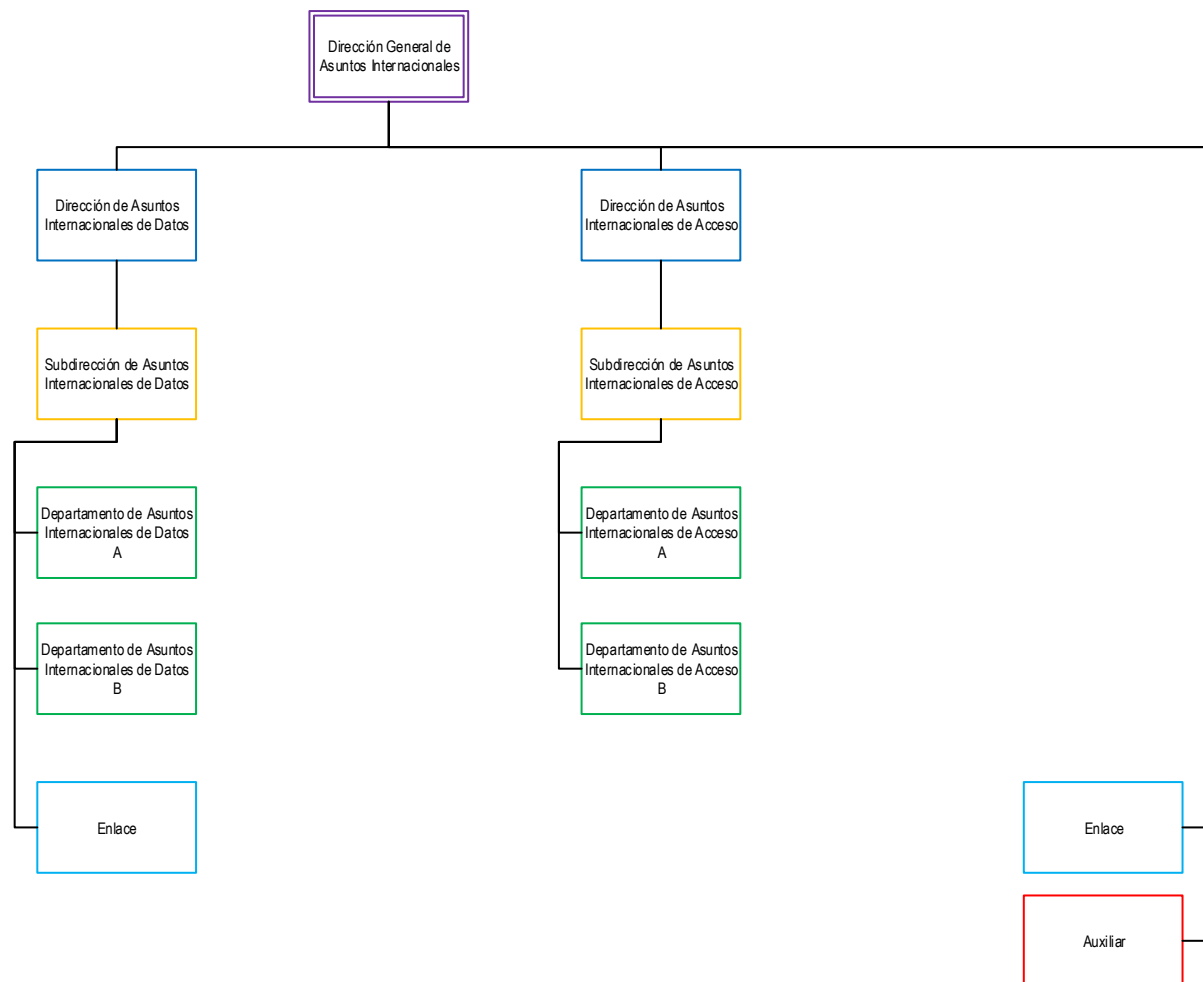 Dirección General de
Asuntos Internacionales
Dirección de Asuntos
Internacionales de Datos
Dirección de Asuntos
Internacionales de Acceso
Subdirección de Asuntos
Internacionales de Datos
Subdirección de Asuntos
Internacionales de Acceso
Departamento de Asuntos
Internacionales de Datos
A
Departamento de Asuntos
Internacionales de Acceso
A
Departamento de Asuntos
Internacionales de Datos
B
Departamento de Asuntos
Internacionales de Acceso
B
Enlace
Enlace
Auxiliar